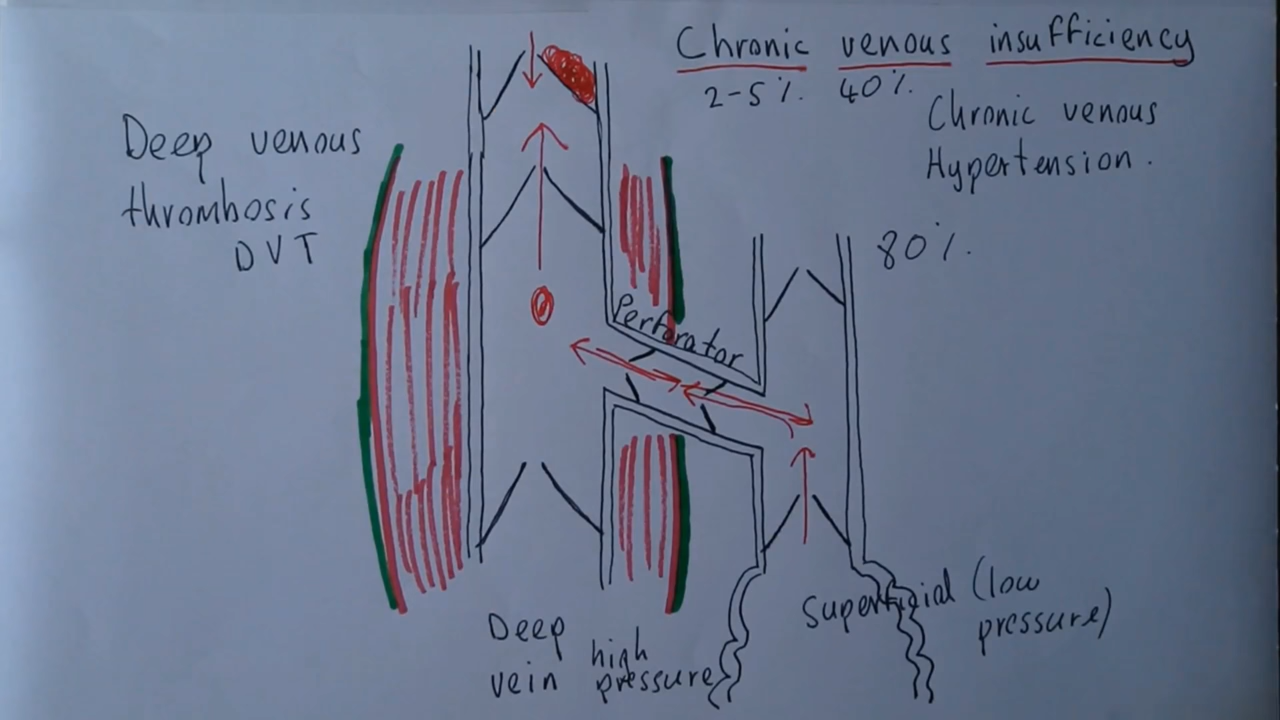 Chronic venous insufficiency
2-5%. 40%.
Chronic venous
Hypertension.
Deep venous
thrombosis
DVT
80%.
Perforator
Superficial (low
pressure)
Deep
vein
high
pressure